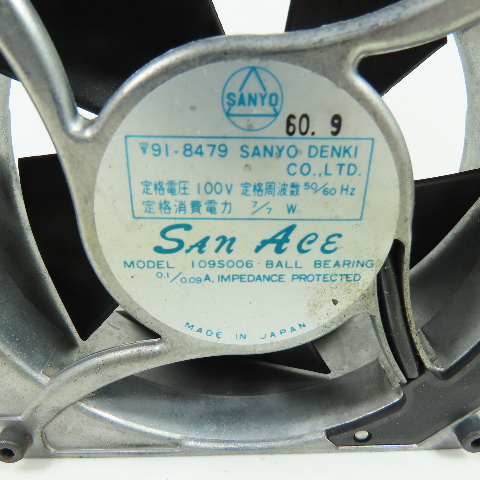 SANYO
60. 9
〒91-8479 SANYO DENKI
CO., LTD.
定格電圧 100V 定格周波数 50/60 Hz
定格消費電力 7/7 W
SAN ACE
MODEL 109S006 · BALL BEARING
0.1/0.09A. IMPEDANCE PROTECTED
MADE IN JAPAN